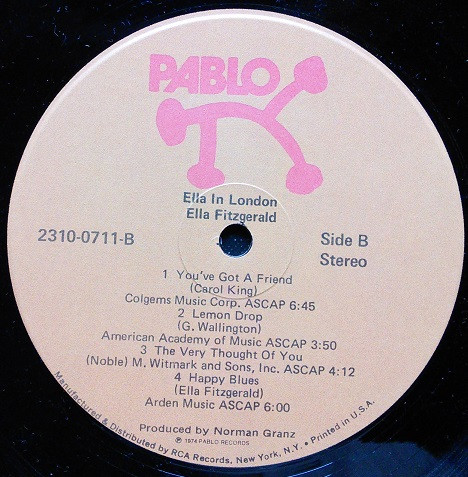 PABLO
Ella In London
Ella Fitzgerald
2310-0711-B
Side B
Stereo
1 You've Got A Friend
(Carol King)
Colgems Music Corp. ASCAP 6:45
2 Lemon Drop
(G. Wallington)
American Academy of Music ASCAP 3:50
3 The Very Thought Of You
(Noble) M. Witmark and Sons, Inc. ASCAP 4:12
4 Happy Blues
(Ella Fitzgerald)
Arden Music ASCAP 6:00
Produced by Norman Granz
℗ 1974 PABLO RECORDS
Manufactured & Distributed by RCA Records, New York, N.Y. • Printed in U.S.A.